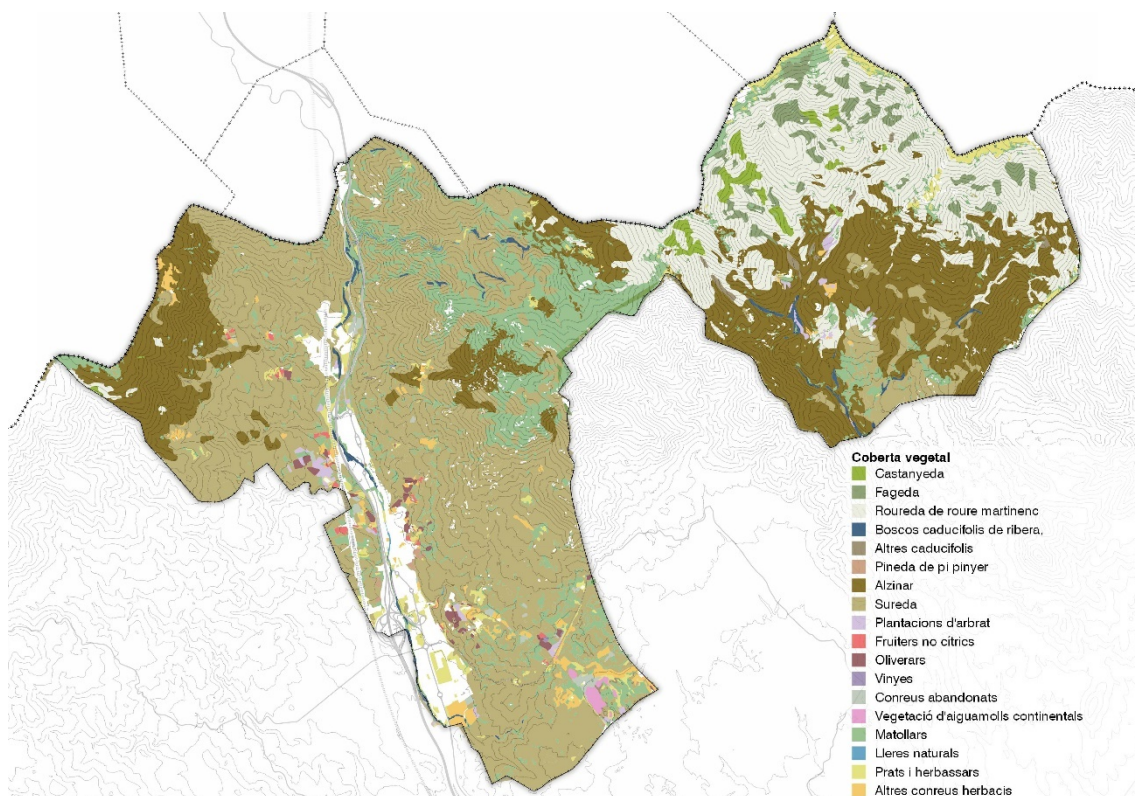 Coberta vegetal
Castanyeda
Fageda
Roureda de roure martinenc
Boscos caducifolis de ribera,
Altres caducifolis
Pineda de pi pinyer
Alzinar
Sureda
Plantacions d'arbrat
Fruiters no cítrics
Oliverars
Vinyes
Conreus abandonats
Vegetació d'aiguamolls continentals
Matollars
Lleres naturals
Prats i herbassars
Altres conreus herbacis